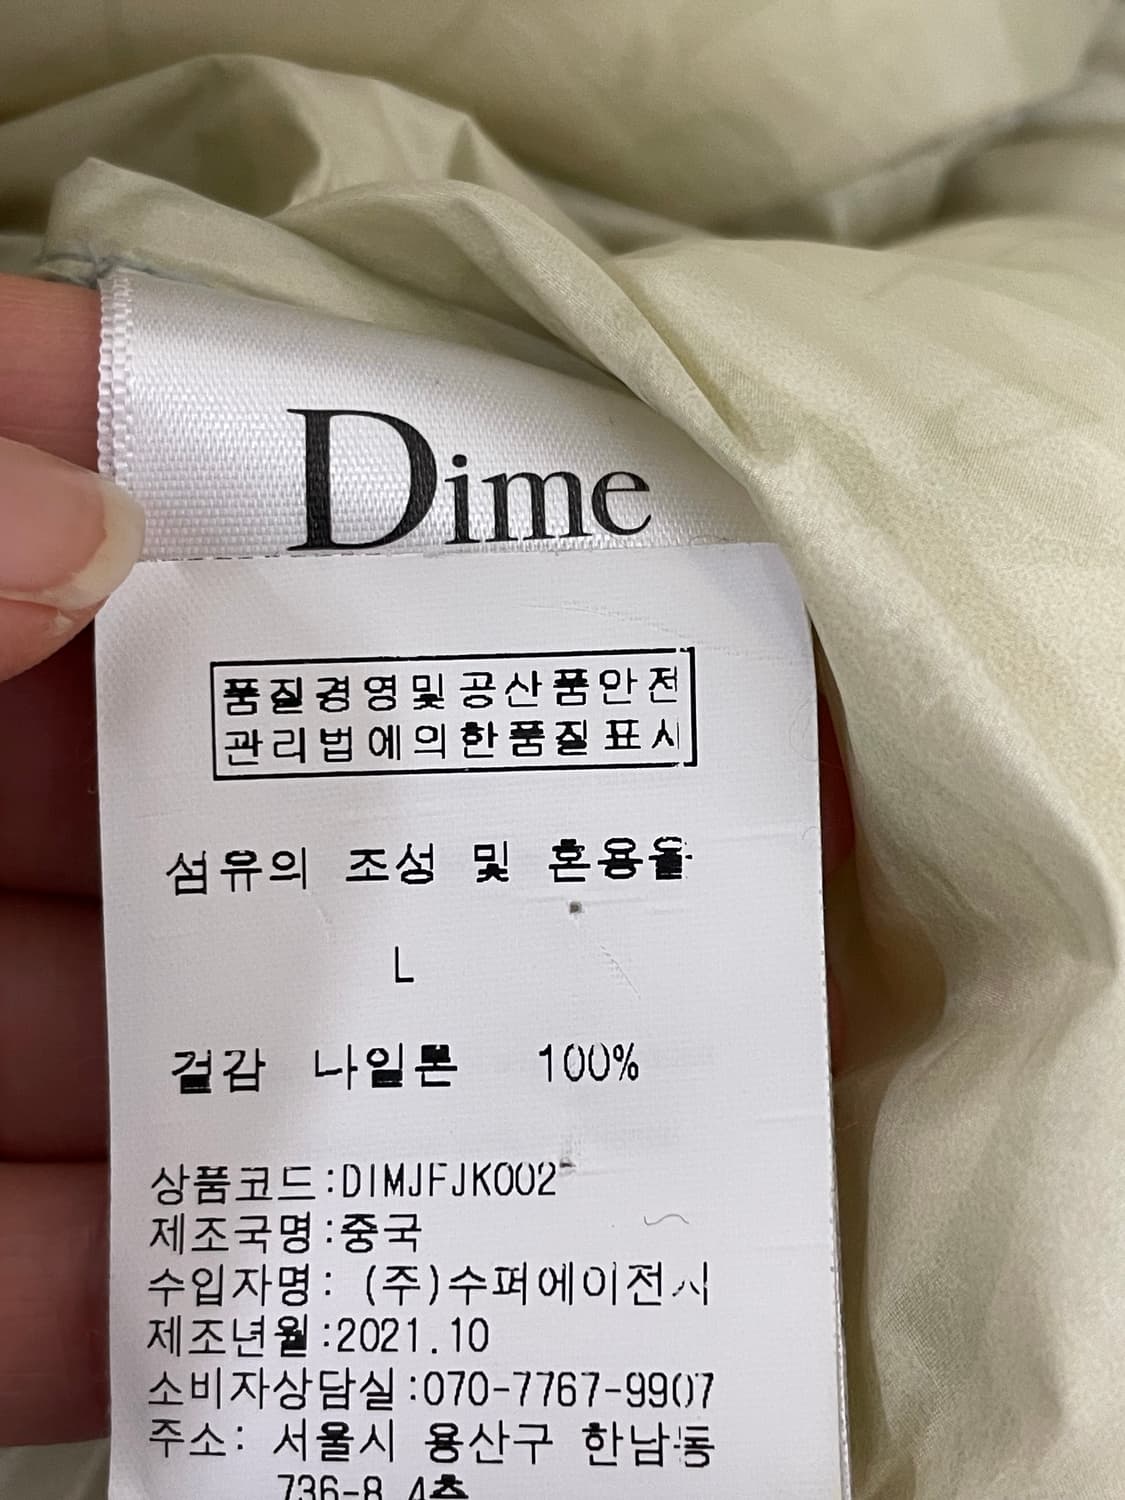 Dime
품질경영및공산품안전
관리법에의한품질표시
섬유의 조성 및 혼용율
L
겉감 나일론 100%
상품코드:DIMJFJK002
제조국명:중국
수입자명: (주)수퍼에이전시
제조년월:2021.10
소비자상담실:070-7767-9907
주소: 서울시 용산구 한남동
736-8 4층